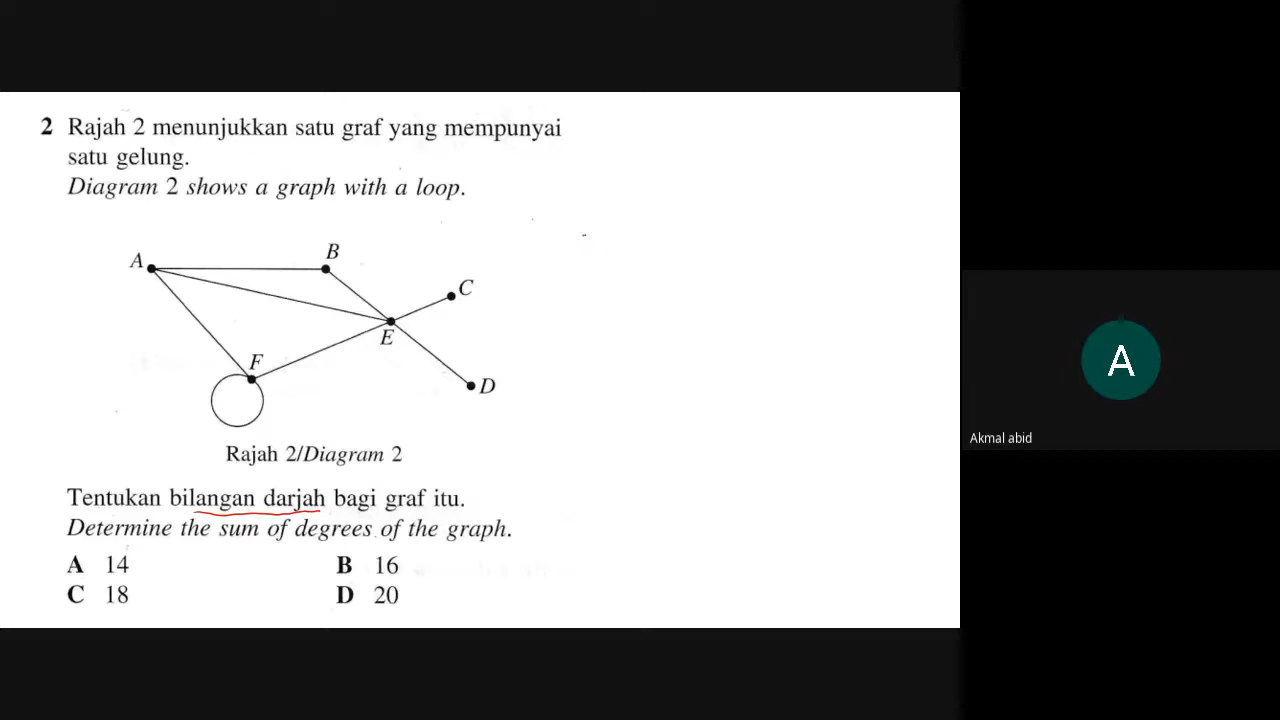 2 Rajah 2 menunjukkan satu graf yang mempunyai
satu gelung.
Diagram 2 shows a graph with a loop.
A
B
C
E
F
D
Rajah 2/Diagram 2
Tentukan bilangan darjah bagi graf itu.
Determine the sum of degrees of the graph.
A 14 B 16
C 18 D 20
A
Akmal abid